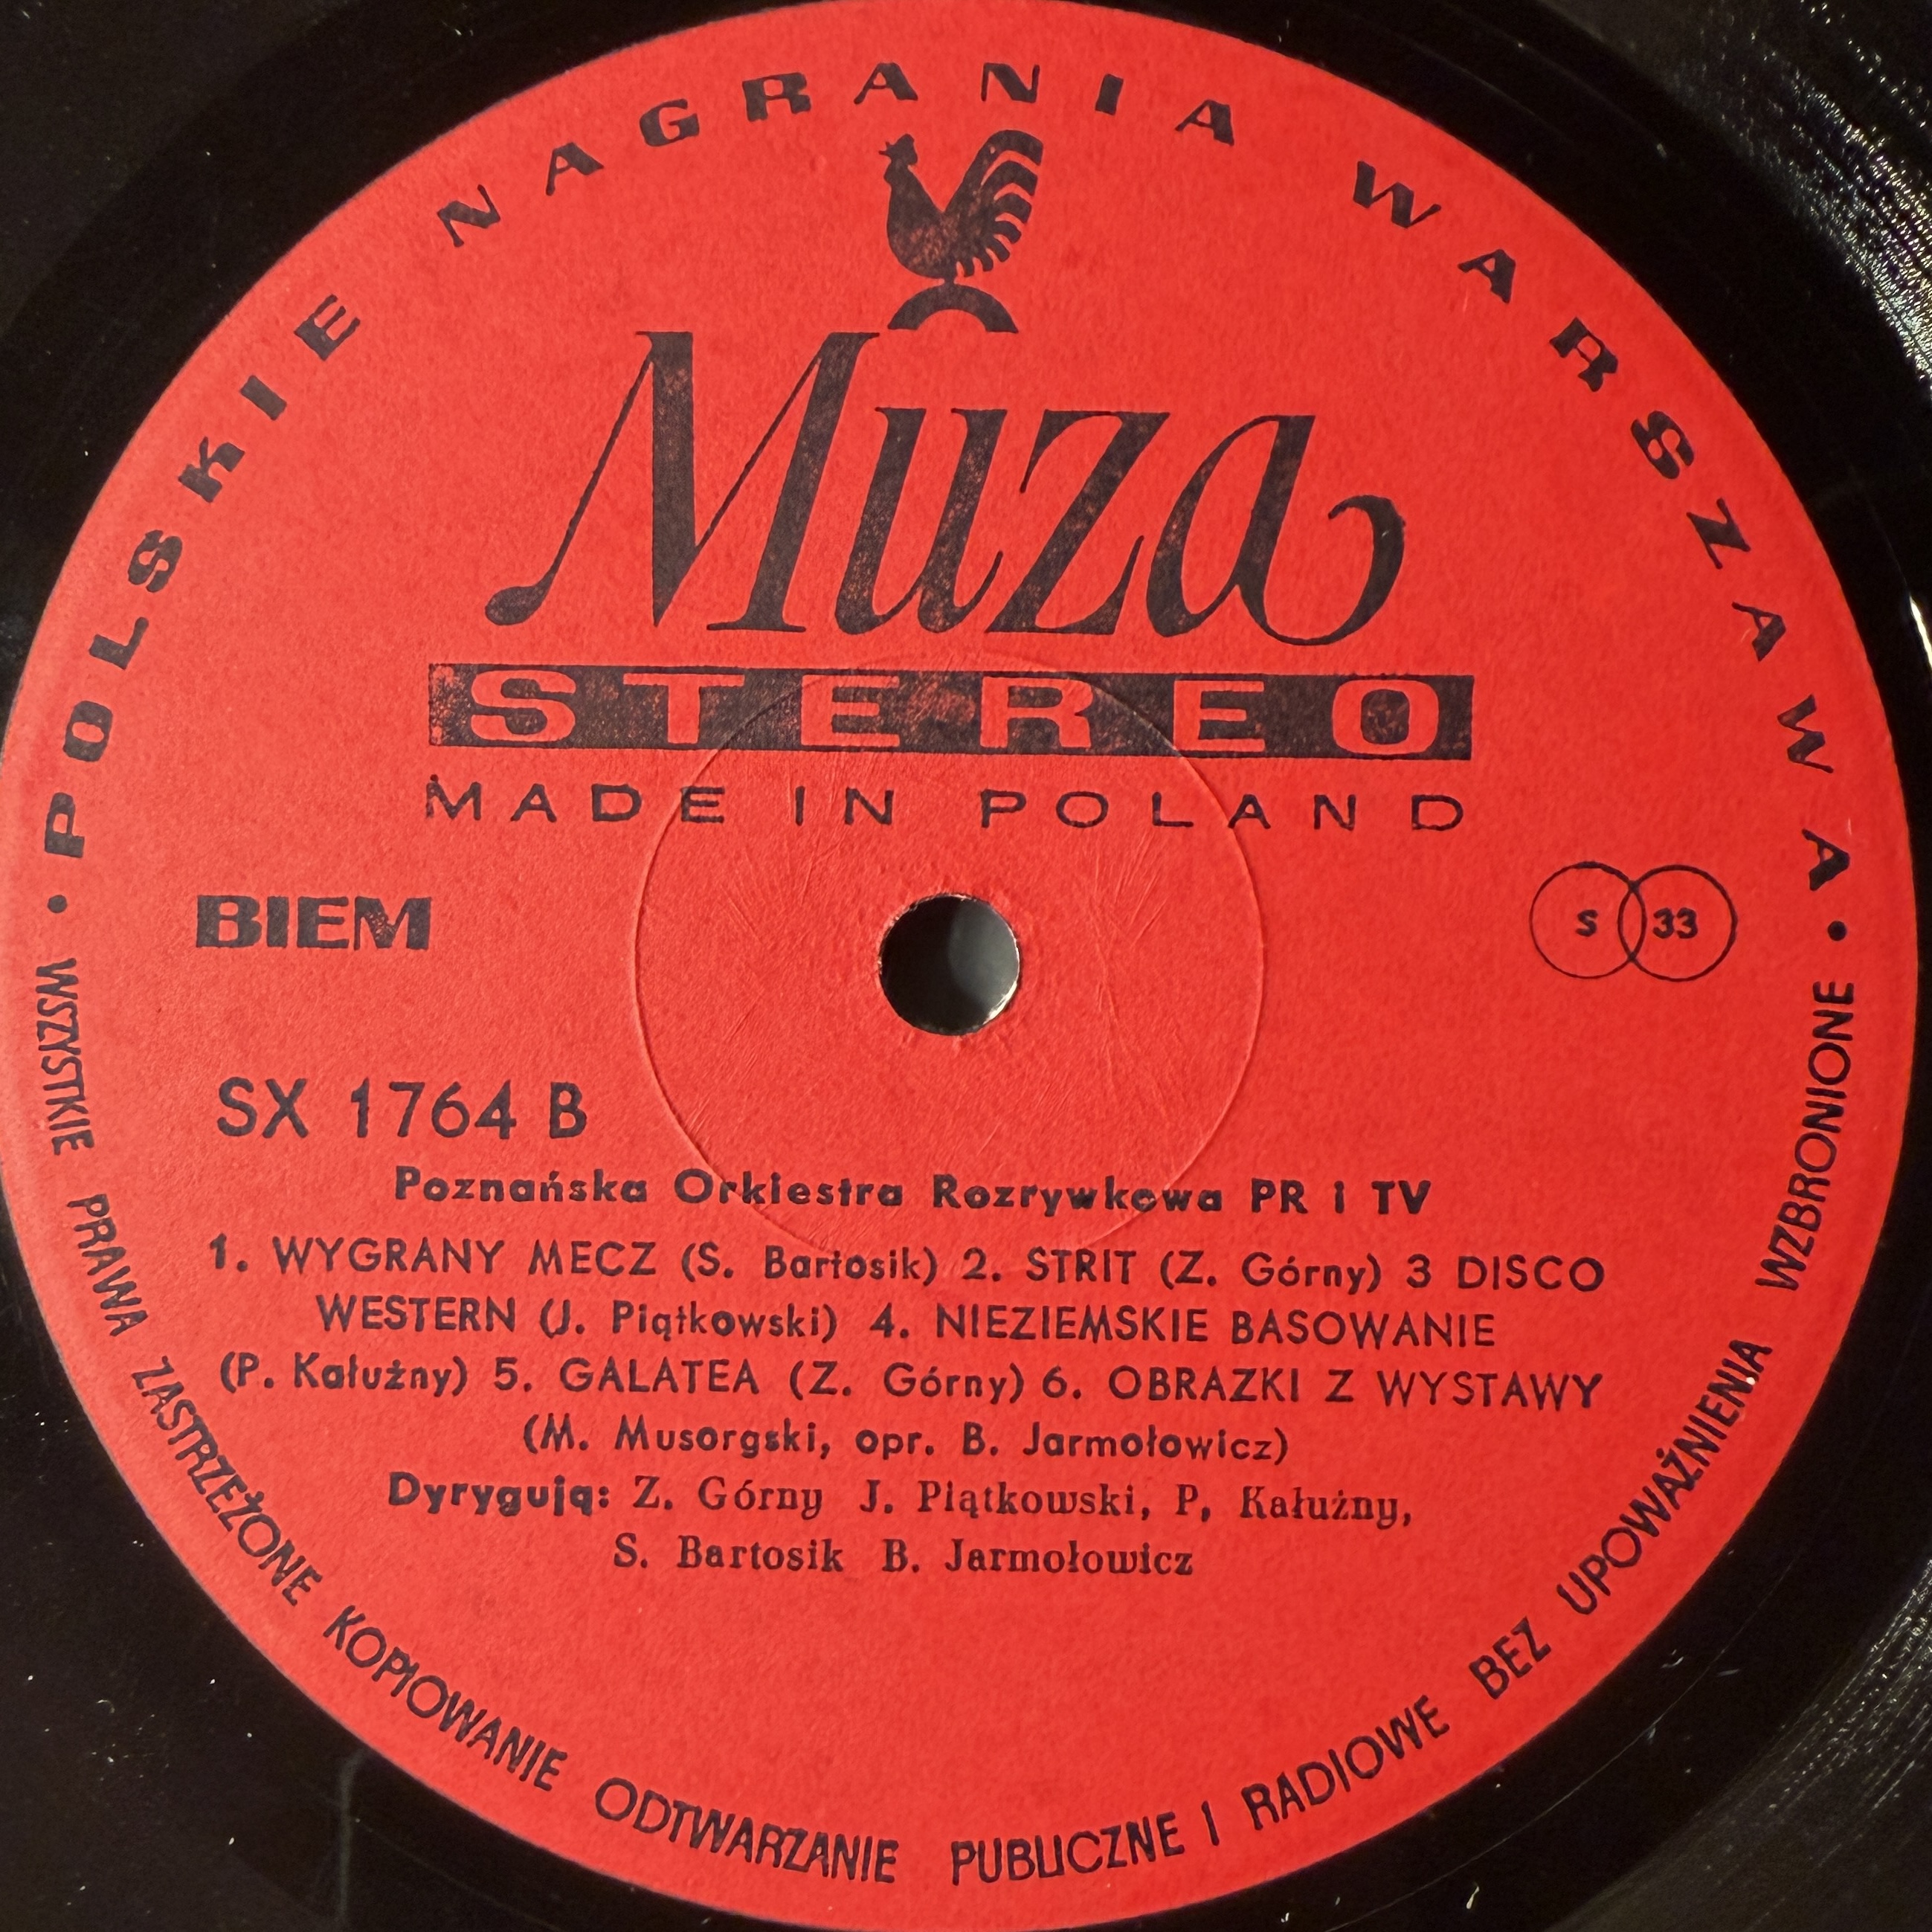 POLSKIE NAGRANIA WARSZAWA
Muza
STEREO
MADE IN POLAND
BIEM
S 33
SX 1764 B
Poznańska Orkiestra Rozrywkowa PR i TV
1. WYGRANY MECZ (S. Bartosik) 2. STRIT (Z. Górny) 3 DISCO
WESTERN (J. Piątkowski) 4. NIEZIEMSKIE BASOWANIE
(P. Kałużny) 5. GALATEA (Z. Górny) 6. OBRAZKI Z WYSTAWY
(M. Musorgski, opr. B. Jarmołowicz)
Dyrygują: Z. Górny J. Piątkowski, P, Kałużny,
S. Bartosik B. Jarmołowicz
• WSZYSTKIE PRAWA ZASTRZEŻONE KOPIOWANIE ODTWARZANIE PUBLICZNE I RADIOWE BEZ UPOWAŻNIENIA WZBRONIONE •